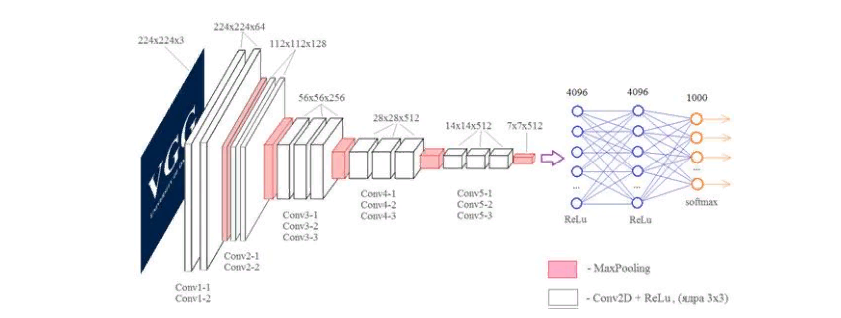 224x224x3
224x224x64
112x112x128
56x56x256
28x28x512
14x14x512
7x7x512
4096
4096
1000
VGG
Conv1-1
Conv1-2
Conv2-1
Conv2-2
Conv3-1
Conv3-2
Conv3-3
Conv4-1
Conv4-2
Conv4-3
Conv5-1
Conv5-2
Conv5-3
...
...
...
ReLu
ReLu
softmax
- MaxPooling
- Conv2D + ReLu, (ядра 3х3)